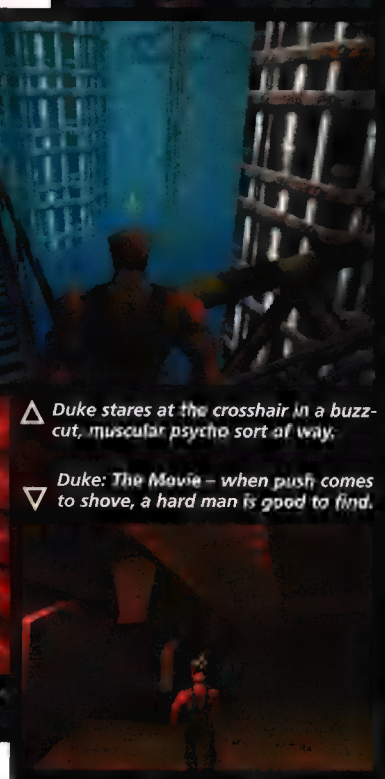 Duke stares at the crosshair in a buzz-
cut, muscular psycho sort of way.
Duke: The Movie – when push comes
to shove, a hard man is good to find.